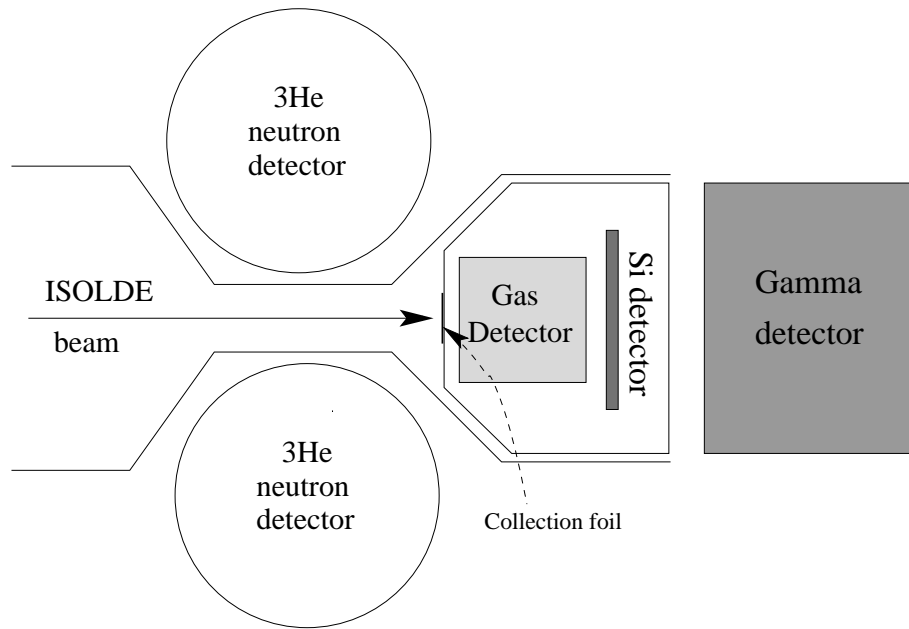 3He
neutron
detector
ISOLDE
beam
Gas
Detector
Si detector
Gamma
detector
3He
neutron
detector
Collection foil